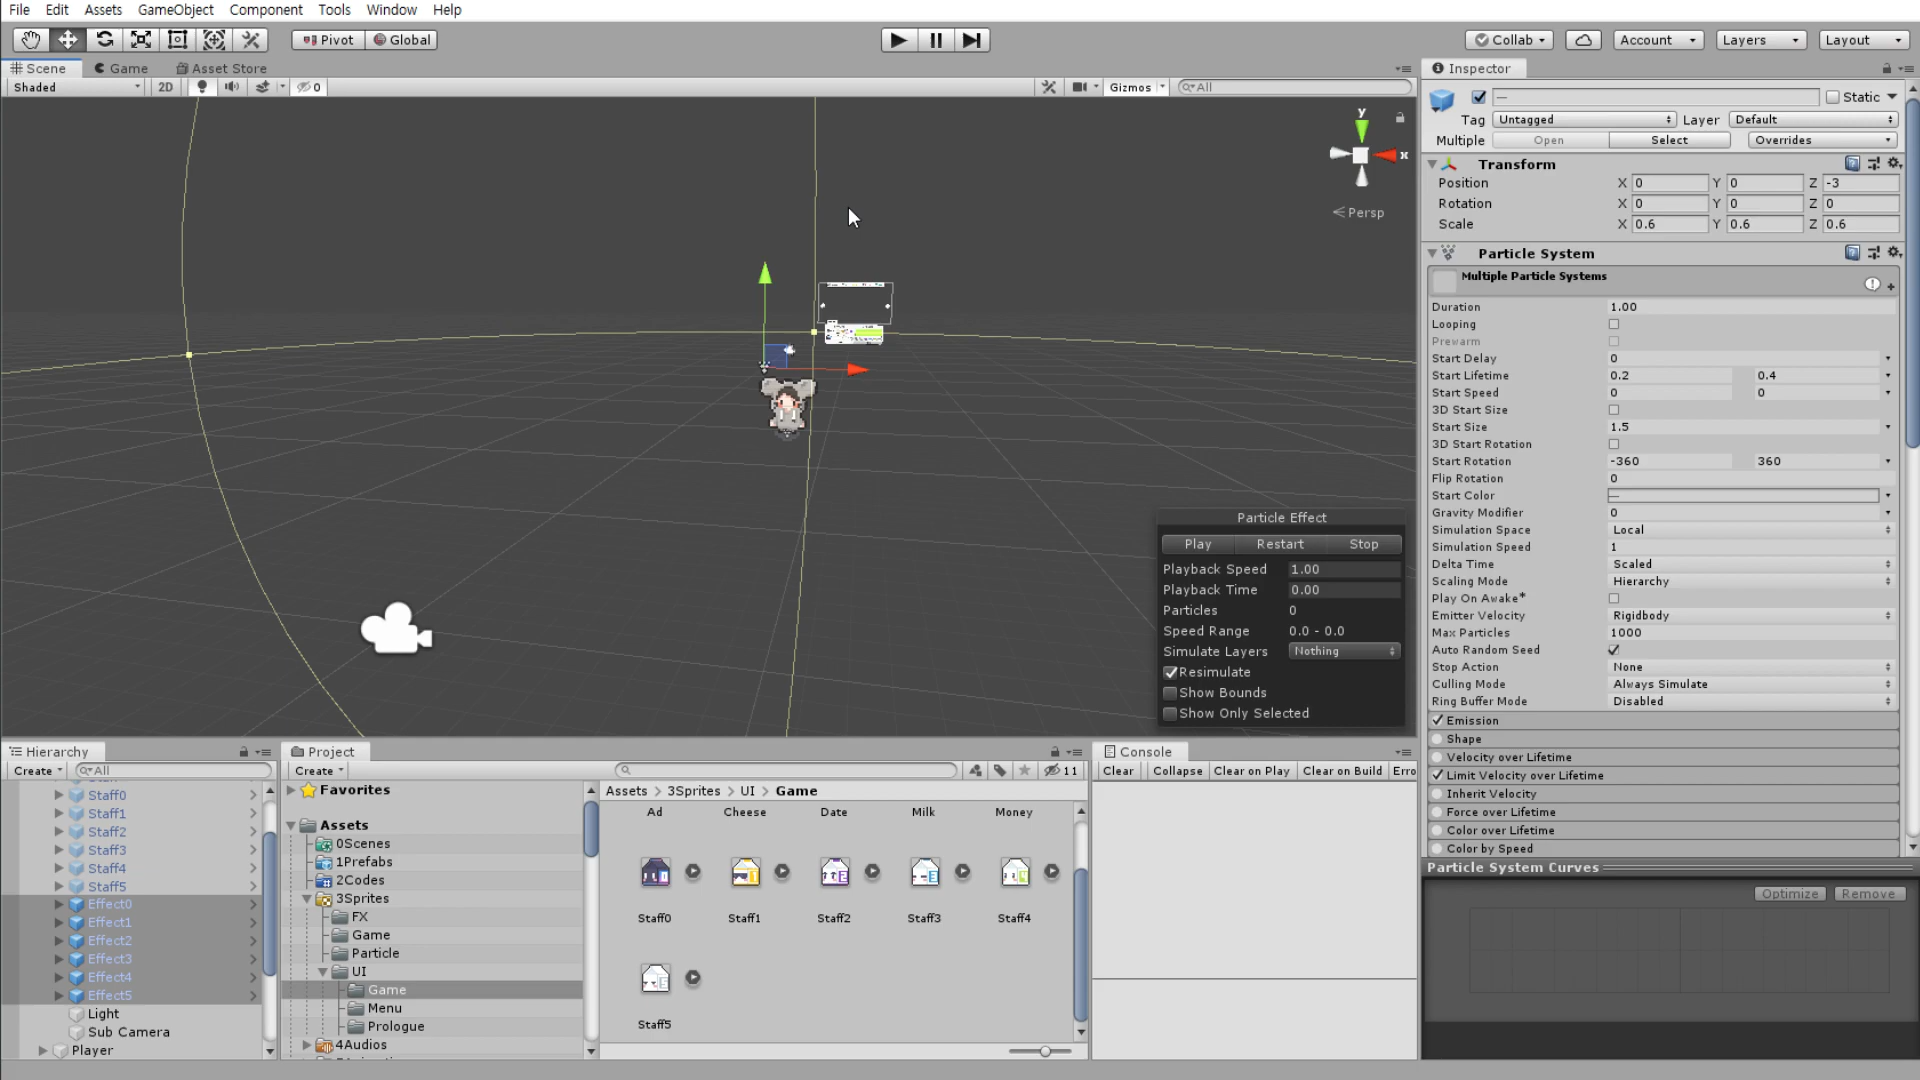 File Edit Assets GameObject Component Tools Window Help
Pivot Global Collab Account Layers Layout
Scene Game Asset Store
Shaded 2D 0 Gizmos All
y
x
Persp
Particle Effect
Play Restart Stop
Playback Speed 1.00
Playback Time 0.00
Particles 0
Speed Range 0.0 - 0.0
Simulate Layers Nothing
Resimulate
Show Bounds
Show Only Selected
Inspector
— Static
Tag Untagged Layer Default
Multiple Open Select Overrides
Transform
Position X 0 Y 0 Z -3
Rotation X 0 Y 0 Z 0
Scale X 0.6 Y 0.6 Z 0.6
Particle System
Multiple Particle Systems
Duration 1.00
Looping
Prewarm
Start Delay 0
Start Lifetime 0.2 0.4
Start Speed 0 0
3D Start Size
Start Size 1.5
3D Start Rotation
Start Rotation -360 360
Flip Rotation 0
Start Color —
Gravity Modifier 0
Simulation Space Local
Simulation Speed 1
Delta Time Scaled
Scaling Mode Hierarchy
Play On Awake*
Emitter Velocity Rigidbody
Max Particles 1000
Auto Random Seed
Stop Action None
Culling Mode Always Simulate
Ring Buffer Mode Disabled
Emission
Shape
Velocity over Lifetime
Limit Velocity over Lifetime
Inherit Velocity
Force over Lifetime
Color over Lifetime
Color by Speed
Particle System Curves
Optimize Remove
Hierarchy
Create All
Staff0
Staff1
Staff2
Staff3
Staff4
Staff5
Effect0
Effect1
Effect2
Effect3
Effect4
Effect5
Light
Sub Camera
Player
Project
Create 11
Favorites
Assets
0Scenes
1Prefabs
2Codes
3Sprites
FX
Game
Particle
UI
Game
Menu
Prologue
4Audios
Assets > 3Sprites > UI > Game
Ad Cheese Date Milk Money
Staff0 Staff1 Staff2 Staff3 Staff4
Staff5
Console
Clear Collapse Clear on Play Clear on Build Erro